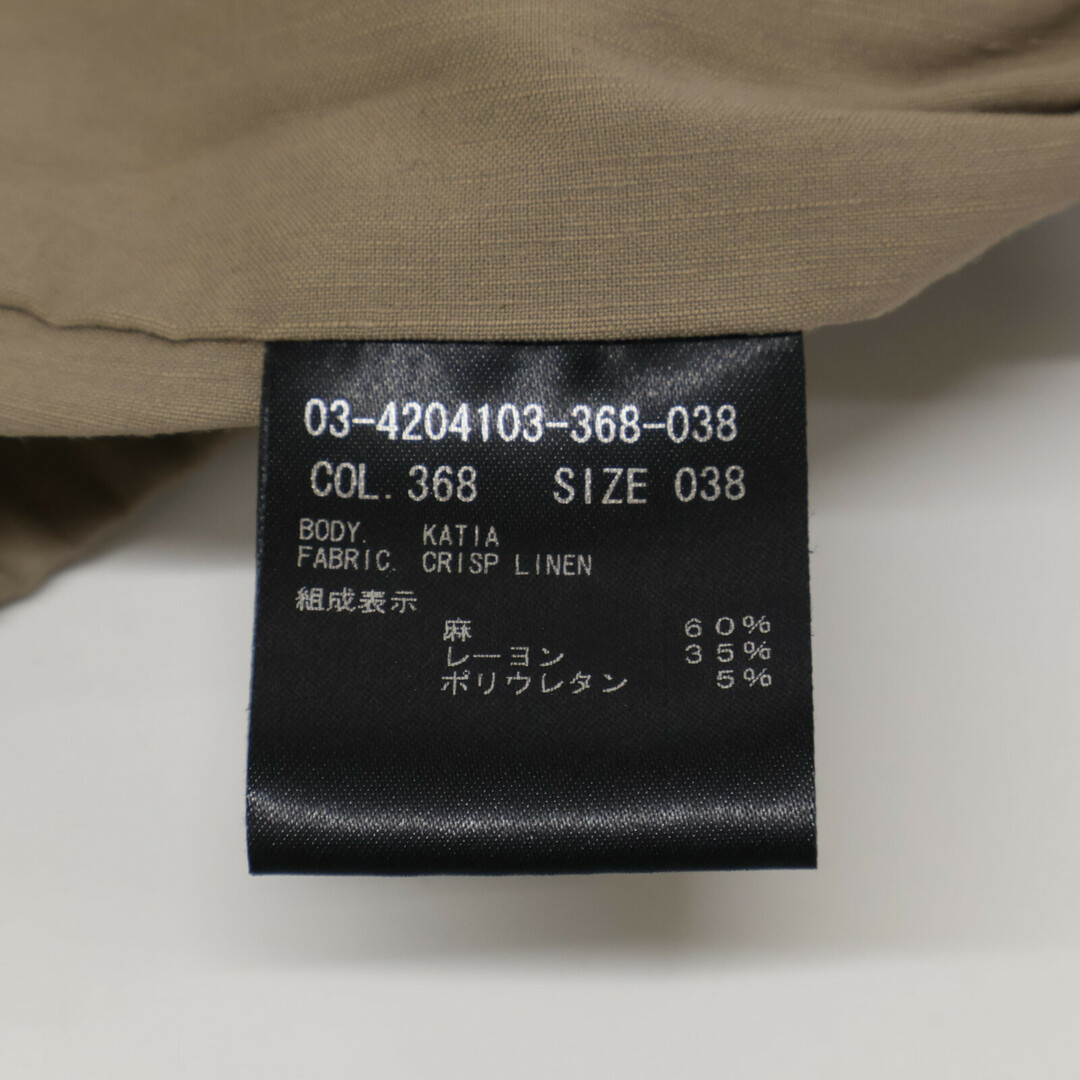 03-4204103-368-038
COL. 368 SIZE 038
BODY. KATIA
FABRIC. CRISP LINEN
組成表示
麻 60%
レーヨン 35%
ポリウレタン 5%